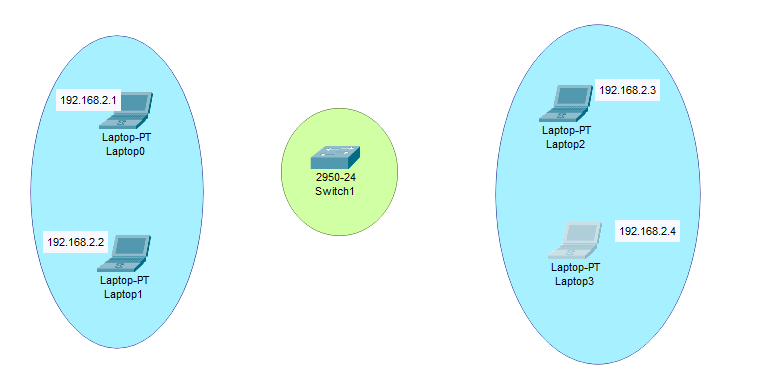 192.168.2.1
Laptop-PT
Laptop0
192.168.2.2
Laptop-PT
Laptop1
2950-24
Switch1
192.168.2.3
Laptop-PT
Laptop2
192.168.2.4
Laptop-PT
Laptop3